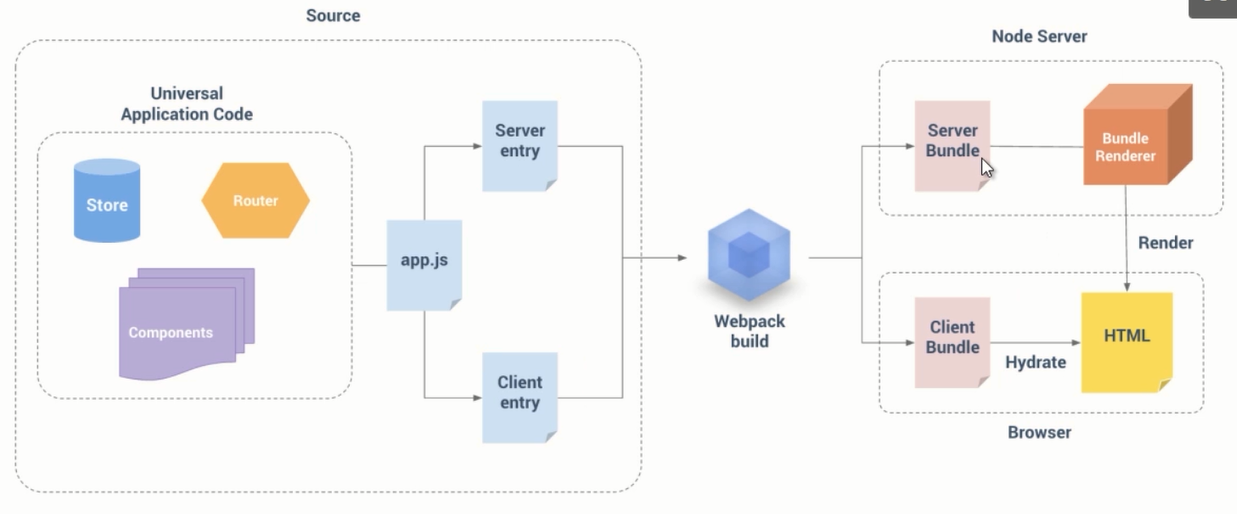 Source
Universal
Application Code
Store
Router
Components
app.js
Server
entry
Client
entry
Webpack
build
Node Server
Server
Bundle
Bundle
Renderer
Render
Client
Bundle
Hydrate
HTML
Browser